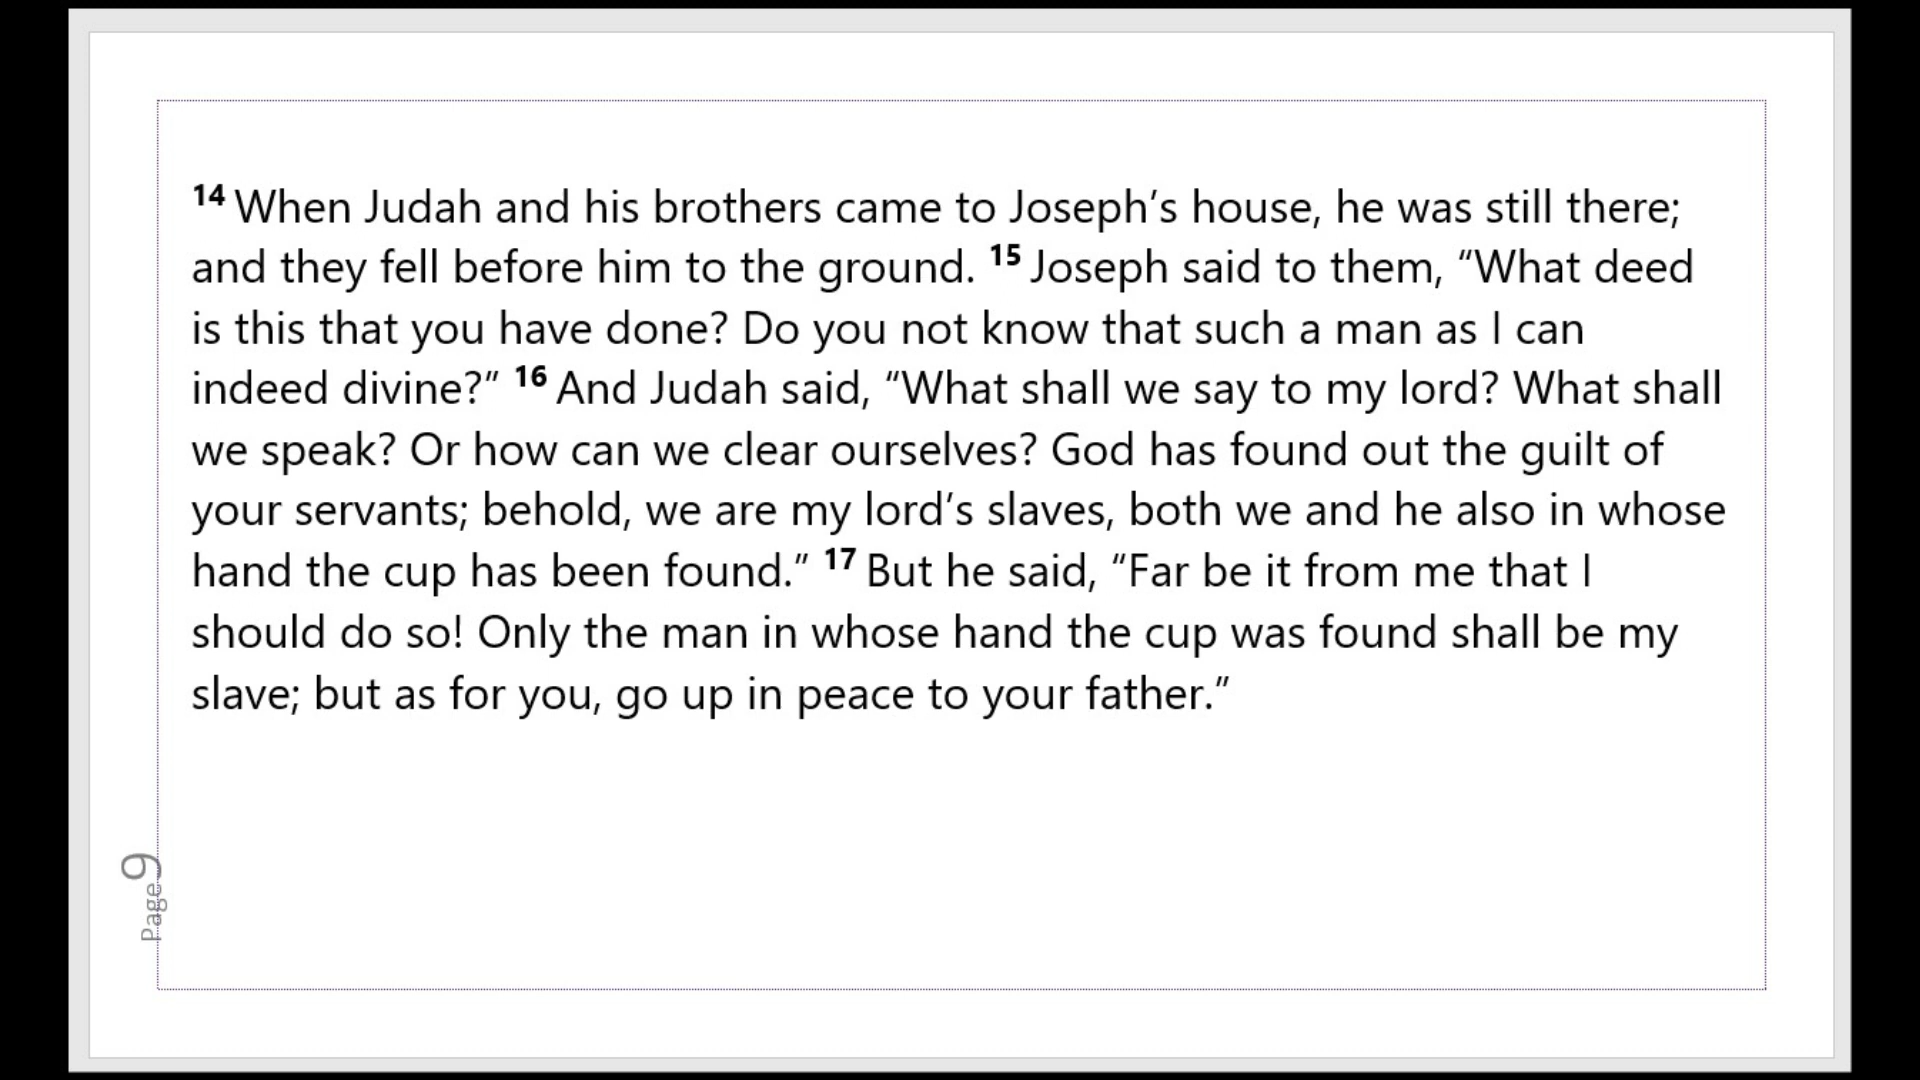 14 When Judah and his brothers came to Joseph’s house, he was still there;
and they fell before him to the ground. 15 Joseph said to them, “What deed
is this that you have done? Do you not know that such a man as I can
indeed divine?” 16 And Judah said, “What shall we say to my lord? What shall
we speak? Or how can we clear ourselves? God has found out the guilt of
your servants; behold, we are my lord’s slaves, both we and he also in whose
hand the cup has been found.” 17 But he said, “Far be it from me that I
should do so! Only the man in whose hand the cup was found shall be my
slave; but as for you, go up in peace to your father.”
Page 9